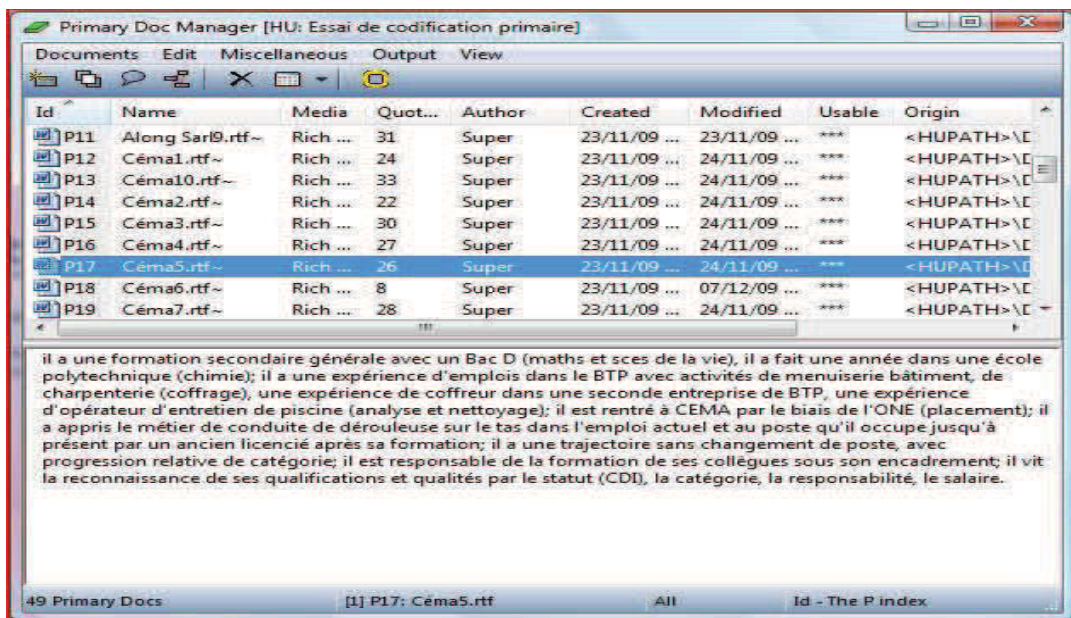 Primary Doc Manager [HU: Essai de codification primaire]
Documents Edit Miscellaneous Output View
Id Name Media Quot... Author Created Modified Usable Origin
P11 Along Sarl9.rtf~ Rich ... 31 Super 23/11/09 ... 23/11/09 ... *** <HUPATH>\D
P12 Céma1.rtf~ Rich ... 24 Super 23/11/09 ... 24/11/09 ... *** <HUPATH>\D
P13 Céma10.rtf~ Rich ... 33 Super 23/11/09 ... 24/11/09 ... *** <HUPATH>\D
P14 Céma2.rtf~ Rich ... 22 Super 23/11/09 ... 24/11/09 ... *** <HUPATH>\D
P15 Céma3.rtf~ Rich ... 30 Super 23/11/09 ... 24/11/09 ... *** <HUPATH>\D
P16 Céma4.rtf~ Rich ... 27 Super 23/11/09 ... 24/11/09 ... *** <HUPATH>\D
P17 Céma5.rtf~ Rich ... 26 Super 23/11/09 ... 24/11/09 ... *** <HUPATH>\D
P18 Céma6.rtf~ Rich ... 8 Super 23/11/09 ... 07/12/09 ... *** <HUPATH>\D
P19 Céma7.rtf~ Rich ... 28 Super 23/11/09 ... 24/11/09 ... *** <HUPATH>\D
il a une formation secondaire générale avec un Bac D (maths et sces de la vie), il a fait une année dans une école
polytechnique (chimie); il a une expérience d'emplois dans le BTP avec activités de menuiserie bâtiment, de
charpenterie (coffrage), une expérience de coffreur dans une seconde entreprise de BTP, une expérience
d'opérateur d'entretien de piscine (analyse et nettoyage); il est rentré à CEMA par le biais de l'ONE (placement); il
a appris le métier de conduite de dérouleuse sur le tas dans l'emploi actuel et au poste qu'il occupe jusqu'à
présent par un ancien licencié après sa formation; il a une trajectoire sans changement de poste, avec
progression relative de catégorie; il est responsable de la formation de ses collègues sous son encadrement; il vit
la reconnaissance de ses qualifications et qualités par le statut (CDI), la catégorie, la responsabilité, le salaire.
49 Primary Docs [1] P17: Céma5.rtf All Id - The P index